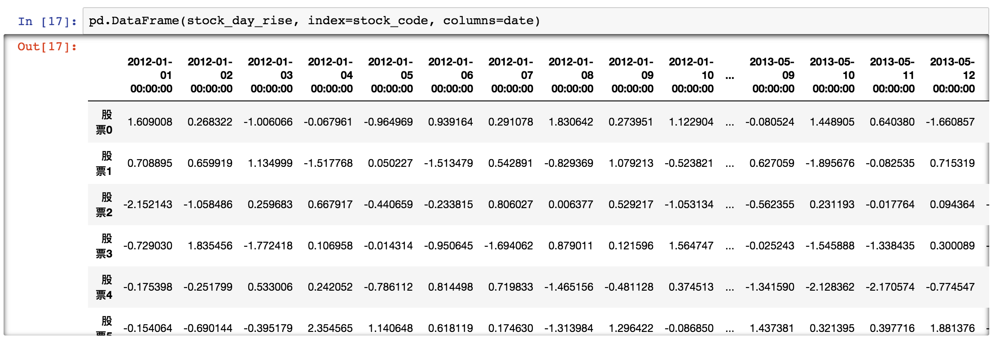 In [17]: pd.DataFrame(stock_day_rise, index=stock_code, columns=date)
Out[17]:
2012-01- 2012-01- 2012-01- 2012-01- 2012-01- 2012-01- 2012-01- 2012-01- 2012-01- 2012-01- 2013-05- 2013-05- 2013-05- 2013-05-
01 02 03 04 05 06 07 08 09 10 ... 09 10 11 12
00:00:00 00:00:00 00:00:00 00:00:00 00:00:00 00:00:00 00:00:00 00:00:00 00:00:00 00:00:00 00:00:00 00:00:00 00:00:00 00:00:00
股
票0 1.609008 0.268322 -1.006066 -0.067961 -0.964969 0.939164 0.291078 1.830642 0.273951 1.122904 ... -0.080524 1.448905 0.640380 -1.660857
股
票1 0.708895 0.659919 1.134999 -1.517768 0.050227 -1.513479 0.542891 -0.829369 1.079213 -0.523821 ... 0.627059 -1.895676 -0.082535 0.715319
股
票2 -2.152143 -1.058486 0.259683 0.667917 -0.440659 -0.233815 0.806027 0.006377 0.529217 -1.053134 ... -0.562355 0.231193 -0.017764 0.094364 -
股
票3 -0.729030 1.835456 -1.772418 0.106958 -0.014314 -0.950645 -1.694062 0.879011 0.121596 1.564747 ... -0.025243 -1.545888 -1.338435 0.300089 -
股
票4 -0.175398 -0.251799 0.533006 0.242052 -0.786112 0.814498 0.719833 -1.465156 -0.481128 0.374513 ... -1.341590 -2.128362 -2.170574 -0.774547
股
票5 -0.154064 -0.690144 -0.395179 2.354565 1.140648 0.618119 0.174630 -1.313984 1.296422 -0.086850 ... 1.437381 0.321395 0.397716 1.881376 -